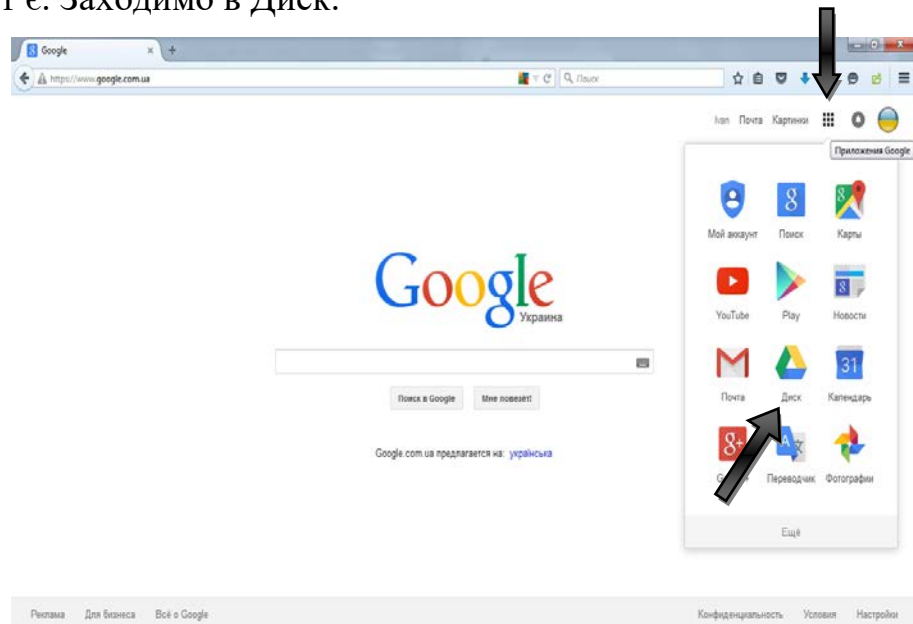 є. Заходимо в Диск.
Google
https://www.google.com.ua
Поиск
Ivan Почта Картинки
Приложения Google
Мой аккаунт Поиск Карты
YouTube Play Новости
31
Почта Диск Календарь
Переводчик Фотографии
Ещё
Google
Украина
Поиск в Google Мне повезёт!
Google.com.ua предлагается на: українська
Реклама Для бизнеса Всё о Google Конфиденциальность Условия Настройки